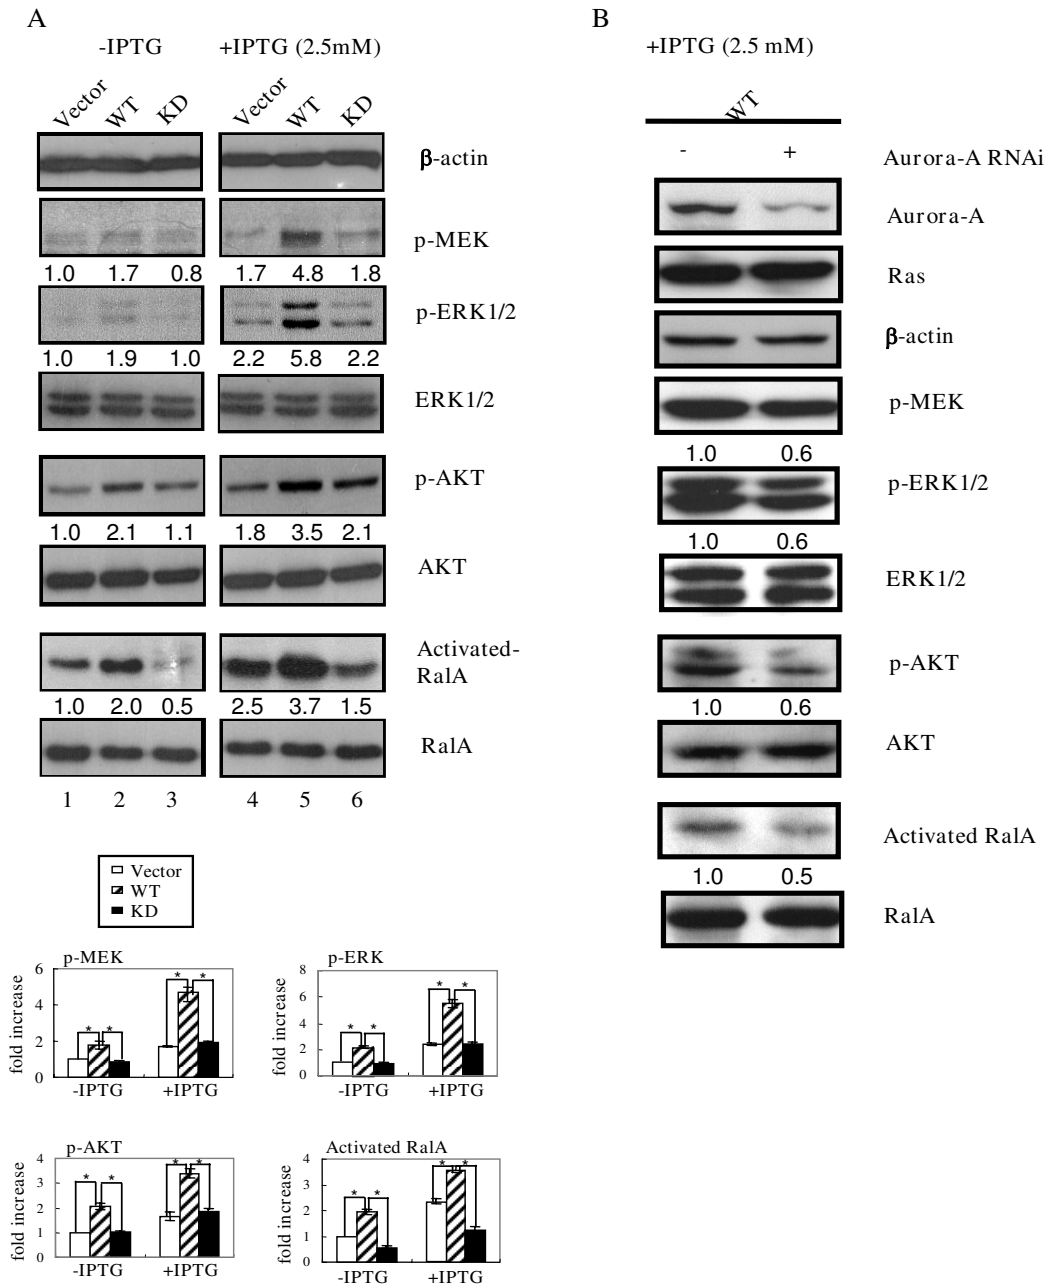 A
-IPTG +IPTG (2.5mM)
Vector WT KD Vector WT KD
β-actin
p-MEK
1.0 1.7 0.8 1.7 4.8 1.8
p-ERK1/2
1.0 1.9 1.0 2.2 5.8 2.2
ERK1/2
p-AKT
1.0 2.1 1.1 1.8 3.5 2.1
AKT
Activated-
RalA
1.0 2.0 0.5 2.5 3.7 1.5
RalA
1 2 3 4 5 6
Vector
WT
KD
p-MEK
fold increase
6
4
2
0
* * * *
-IPTG +IPTG
p-ERK
fold increase
8
6
4
2
0
* * * *
-IPTG +IPTG
p-AKT
fold increase
4
3
2
1
0
* * * *
-IPTG +IPTG
Activated RalA
fold increase
4
3
2
1
0
* * * *
-IPTG +IPTG
B
+IPTG (2.5 mM)
WT
- + Aurora-A RNAi
Aurora-A
Ras
β-actin
p-MEK
1.0 0.6
p-ERK1/2
1.0 0.6
ERK1/2
p-AKT
1.0 0.6
AKT
Activated RalA
1.0 0.5
RalA